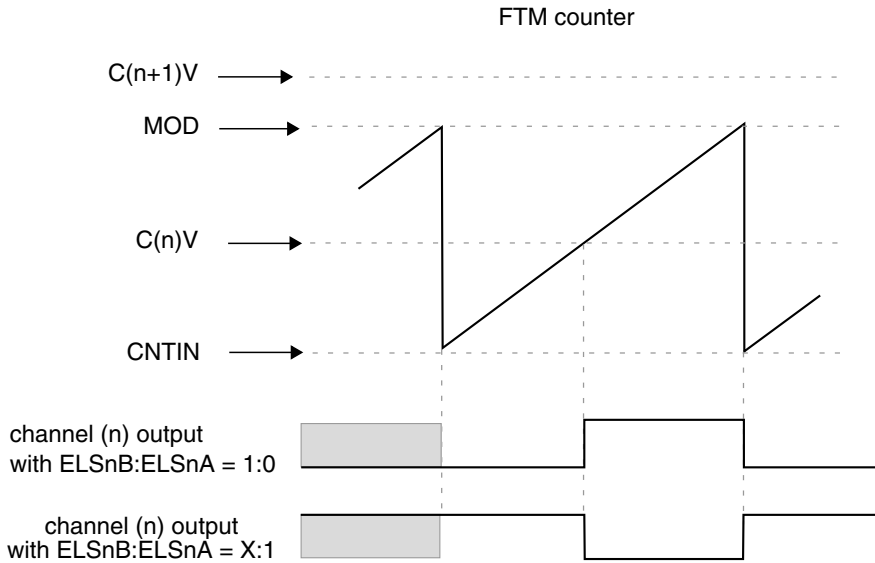 FTM counter
C(n+1)V
MOD
C(n)V
CNTIN
channel (n) output
with ELSnB:ELSnA = 1:0
channel (n) output
with ELSnB:ELSnA = X:1